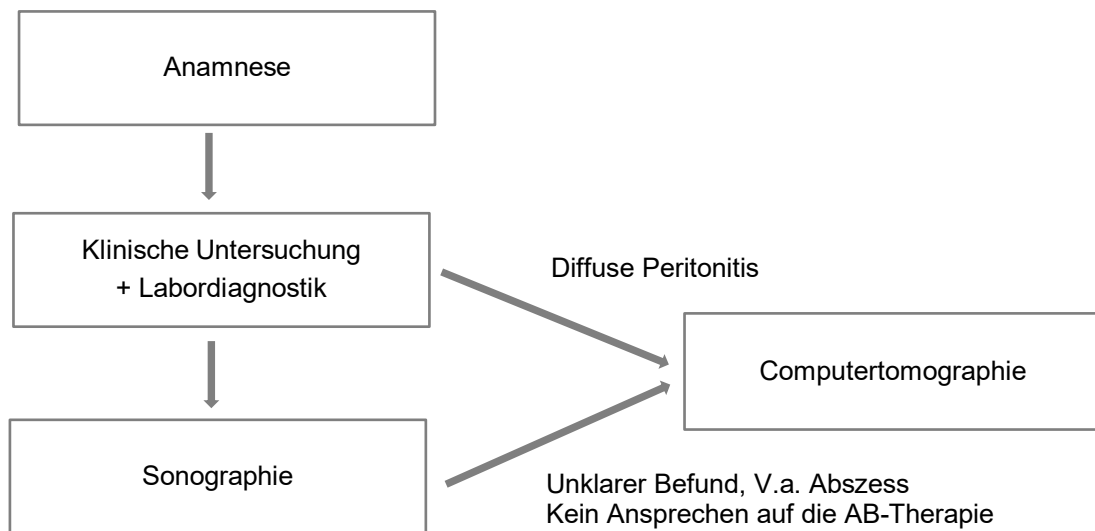 Anamnese
Klinische Untersuchung
+ Labordiagnostik
Diffuse Peritonitis
Computertomographie
Sonographie
Unklarer Befund, V.a. Abszess
Kein Ansprechen auf die AB-Therapie